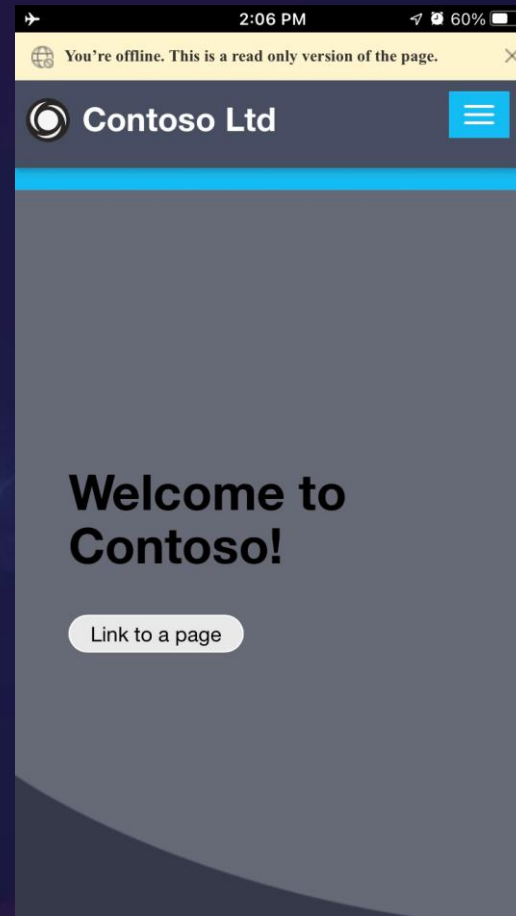 2:06 PM
60%
You're offline. This is a read only version of the page.
Contoso Ltd
Welcome to
Contoso!
Link to a page